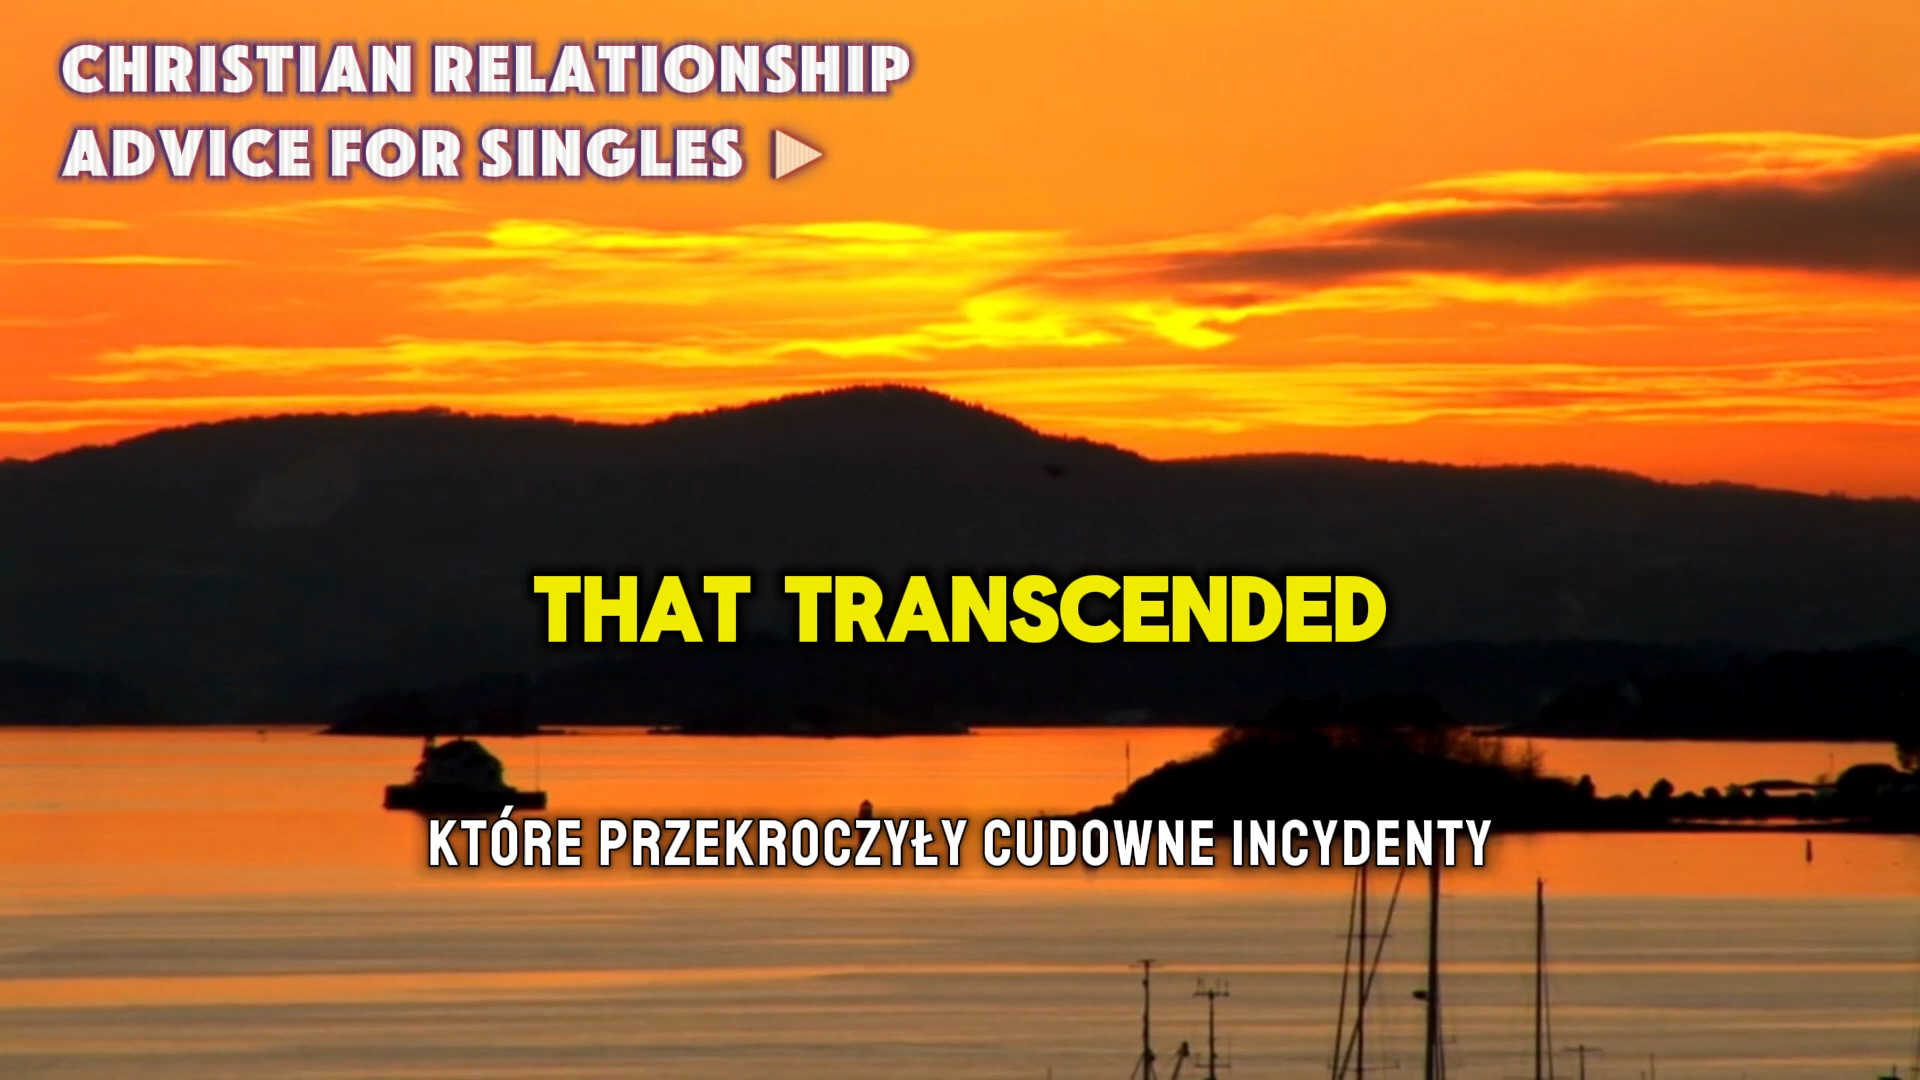 CHRISTIAN RELATIONSHIP
ADVICE FOR SINGLES
THAT TRANSCENDED
KTÓRE PRZEKROCZYŁY CUDOWNE INCYDENTY